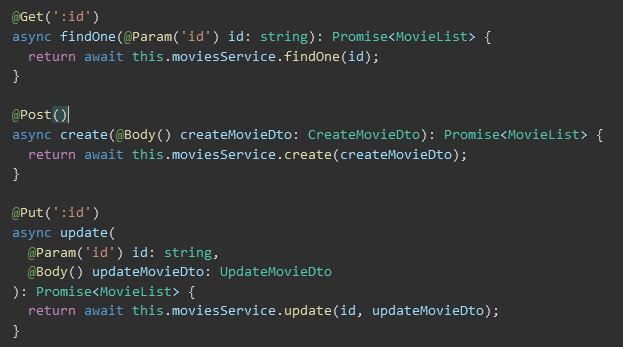 @Get(':id')
async findOne(@Param('id') id: string): Promise<MovieList> {
  return await this.moviesService.findOne(id);
}

@Post()
async create(@Body() createMovieDto: CreateMovieDto): Promise<MovieList> {
  return await this.moviesService.create(createMovieDto);
}

@Put(':id')
async update(
  @Param('id') id: string,
  @Body() updateMovieDto: UpdateMovieDto
): Promise<MovieList> {
  return await this.moviesService.update(id, updateMovieDto);
}